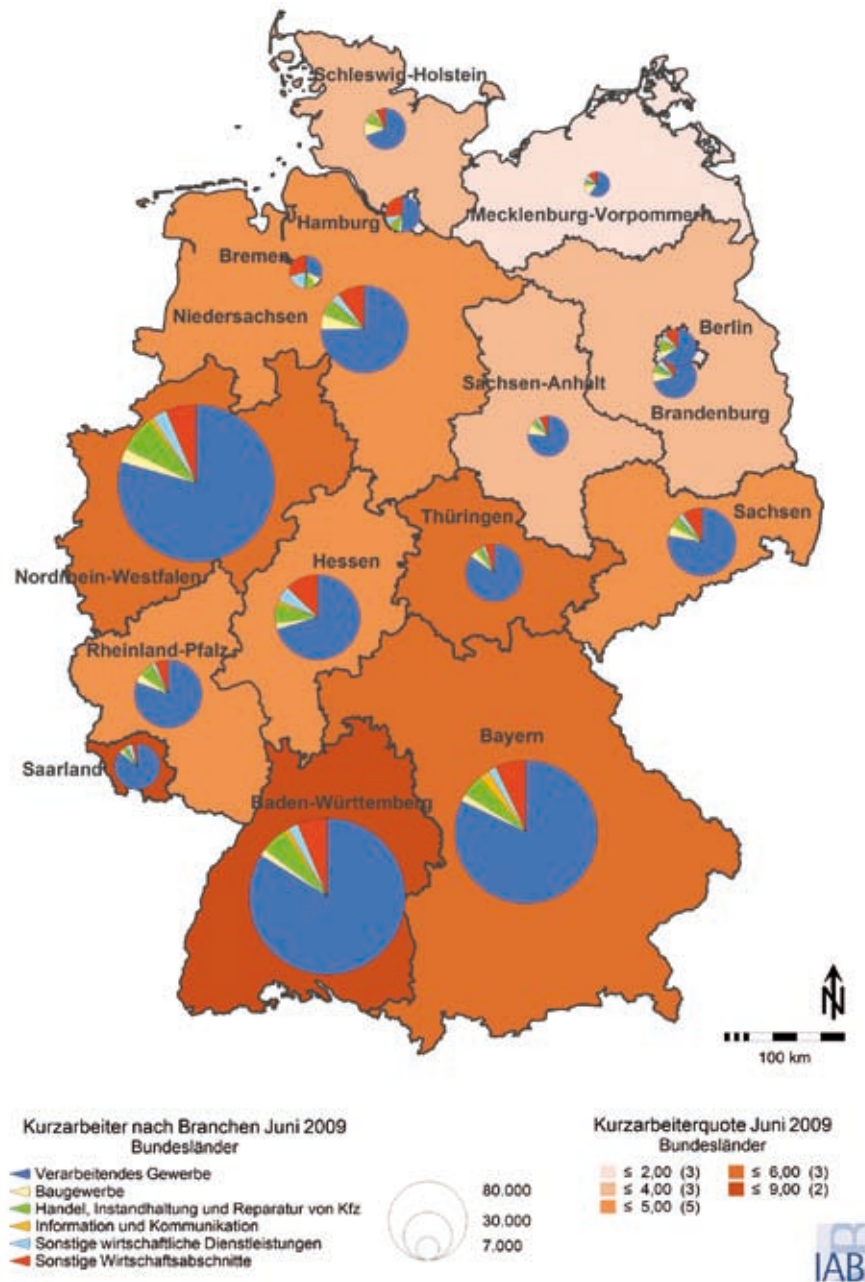 Schleswig-Holstein
Mecklenburg-Vorpommern
Hamburg
Bremen
Niedersachsen
Berlin
Sachsen-Anhalt
Brandenburg
Thüringen
Sachsen
Hessen
Nordrhein-Westfalen
Rheinland-Pfalz
Bayern
Saarland
Baden-Württemberg
N
100 km
Kurzarbeiter nach Branchen Juni 2009
Bundesländer
Verarbeitendes Gewerbe
Baugewerbe
Handel, Instandhaltung und Reparatur von Kfz
Information und Kommunikation
Sonstige wirtschaftliche Dienstleistungen
Sonstige Wirtschaftsabschnitte
80.000
30.000
7,000
Kurzarbeiterquote Juni 2009
Bundesländer
≤ 2,00 (3)
≤ 4,00 (3)
≤ 5,00 (5)
≤ 6,00 (3)
≤ 9,00 (2)
IAB